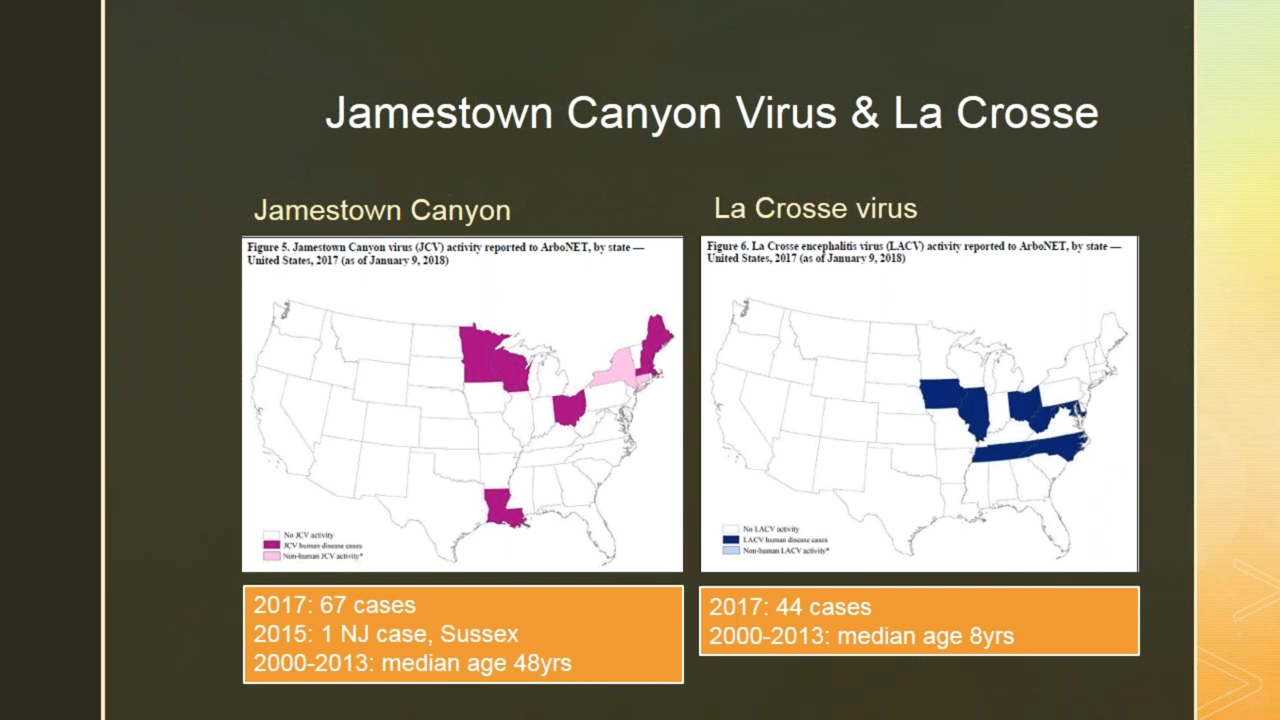 Jamestown Canyon Virus & La Crosse
Jamestown Canyon
Figure 5. Jamestown Canyon virus (JCV) activity reported to ArboNET, by state —
United States, 2017 (as of January 9, 2018)
No JCV activity
JCV human disease cases
Non-human JCV activity*
2017: 67 cases
2015: 1 NJ case, Sussex
2000-2013: median age 48yrs
La Crosse virus
Figure 6. La Crosse encephalitis virus (LACV) activity reported to ArboNET, by state —
United States, 2017 (as of January 9, 2018)
No LACV activity
LACV human disease cases
Non-human LACV activity*
2017: 44 cases
2000-2013: median age 8yrs